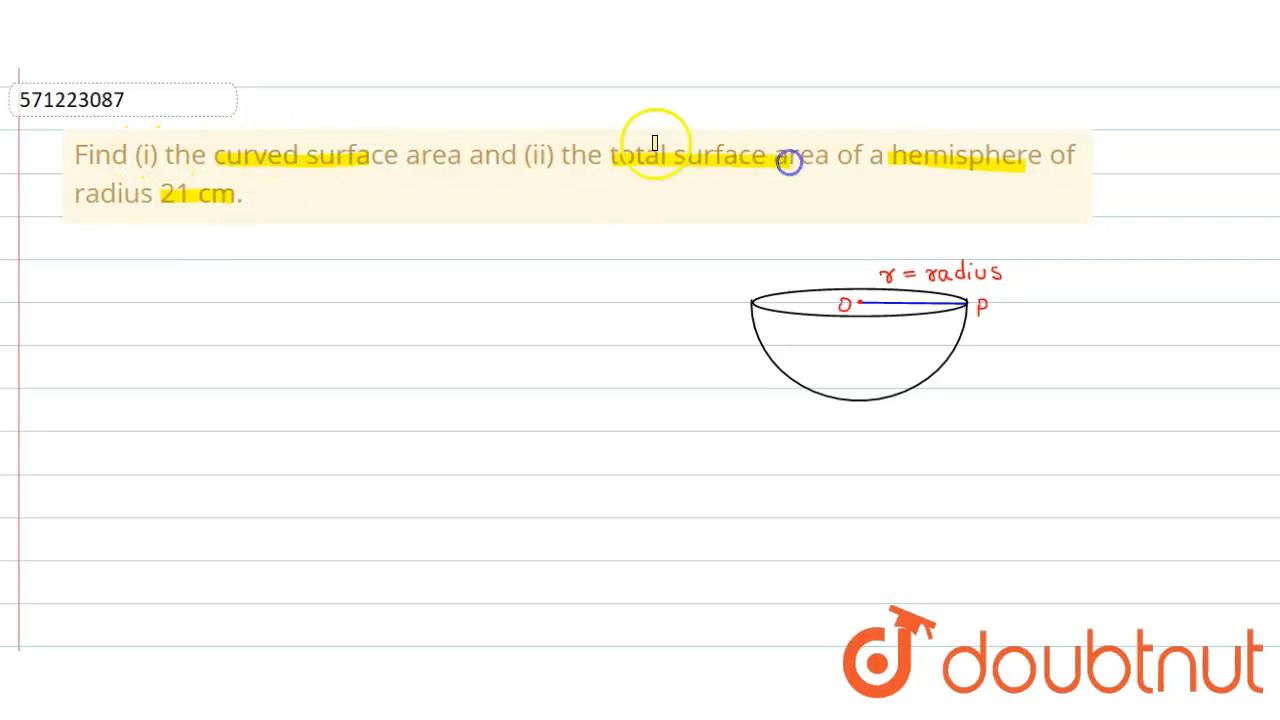 571223087
Find (i) the curved surface area and (ii) the total surface area of a hemisphere of
radius 21 cm.
r = radius
O P
doubtnut